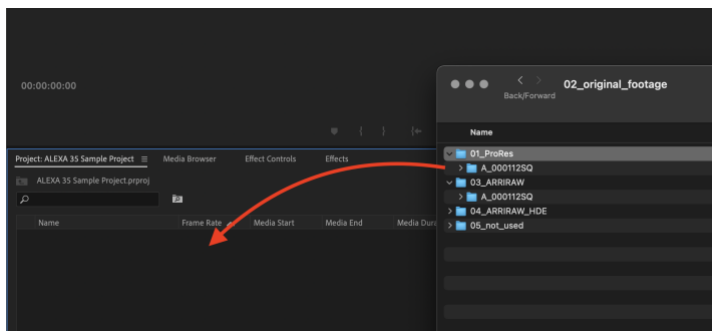 00:00:00:00
Back/Forward
02_original_footage
Name
01_ProRes
A_000112SQ
03_ARRIRAW
A_000112SQ
04_ARRIRAW_HDE
05_not_used
Project: ALEXA 35 Sample Project
Media Browser
Effect Controls
Effects
ALEXA 35 Sample Project.prproj
Name
Frame Rate
Media Start
Media End
Media Dura